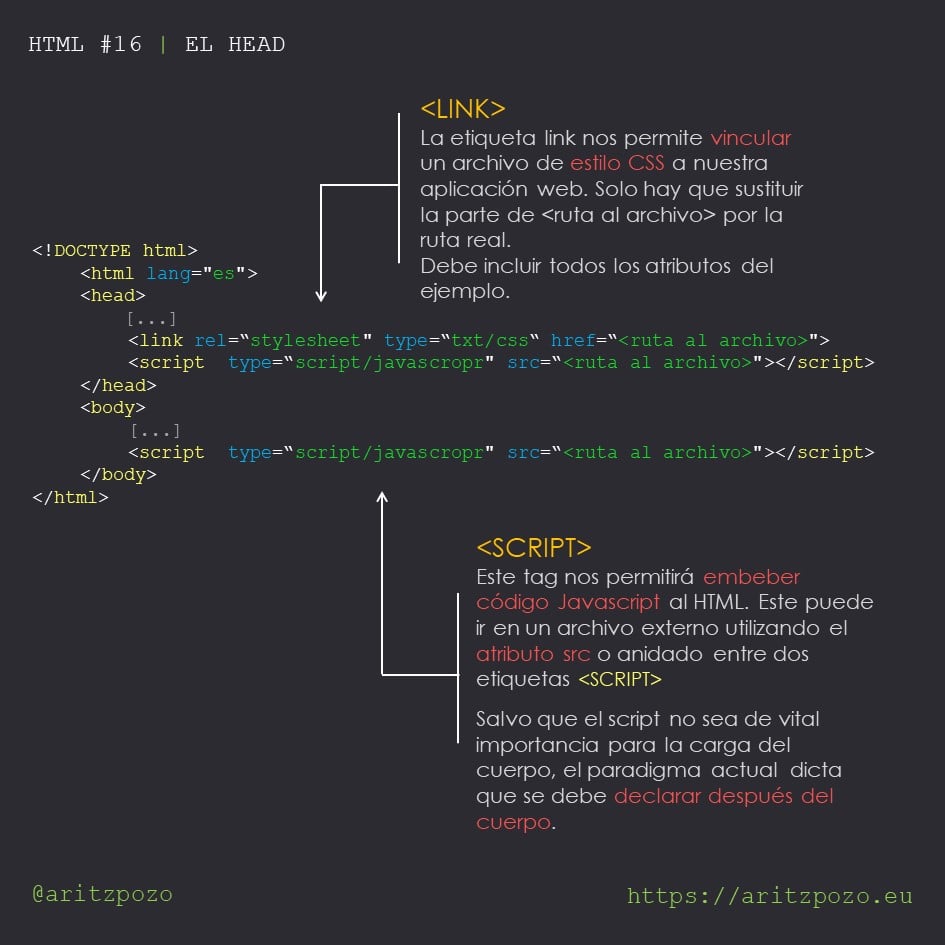 HTML #16 | EL HEAD
<LINK>
La etiqueta link nos permite vincular
un archivo de estilo CSS a nuestra
aplicación web. Solo hay que sustituir
la parte de <ruta al archivo> por la
ruta real.
Debe incluir todos los atributos del
ejemplo.
<!DOCTYPE html>
<html lang="es">
<head>
[...]
<link rel=“stylesheet" type=“txt/css“ href=“<ruta al archivo>">
<script type=“script/javascropr" src=“<ruta al archivo>"></script>
</head>
<body>
[...]
<script type=“script/javascropr" src=“<ruta al archivo>"></script>
</body>
</html>
<SCRIPT>
Este tag nos permitirá embeber
código Javascript al HTML. Este puede
ir en un archivo externo utilizando el
atributo src o anidado entre dos
etiquetas <SCRIPT>
Salvo que el script no sea de vital
importancia para la carga del
cuerpo, el paradigma actual dicta
que se debe declarar después del
cuerpo.
@aritzpozo
https://aritzpozo.eu